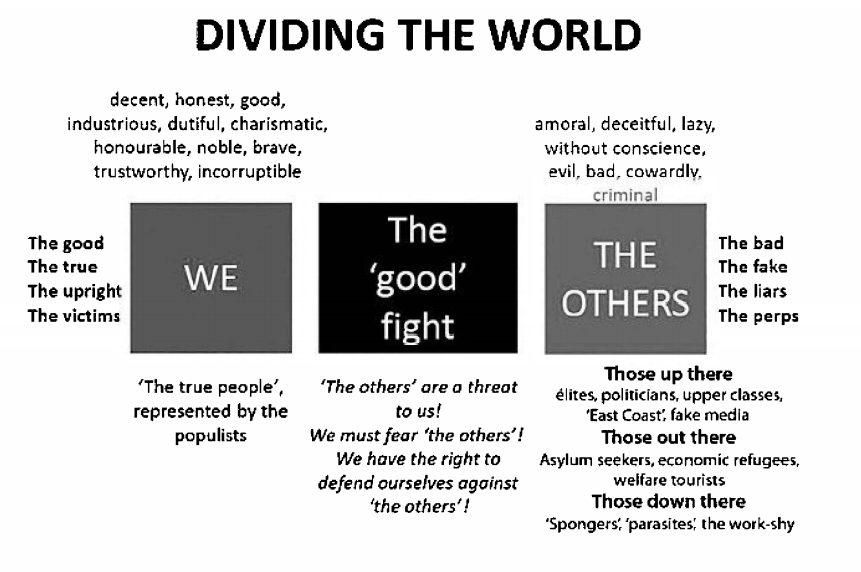 DIVIDING THE WORLD
decent, honest, good,
industrious, dutiful, charismatic,
honourable, noble, brave,
trustworthy, incorruptible
amoral, deceitful, lazy,
without conscience,
evil, bad, cowardly,
criminal
The good
The true
The upright
The victims
WE
The
‘good’
fight
THE
OTHERS
The bad
The fake
The liars
The perps
‘The true people’,
represented by the
populists
‘The others’ are a threat
to us!
We must fear ‘the others’!
We have the right to
defend ourselves against
‘the others’!
Those up there
élites, politicians, upper classes,
‘East Coast’, fake media
Those out there
Asylum seekers, economic refugees,
welfare tourists
Those down there
‘Spongers’, ‘parasites’, the work-shy